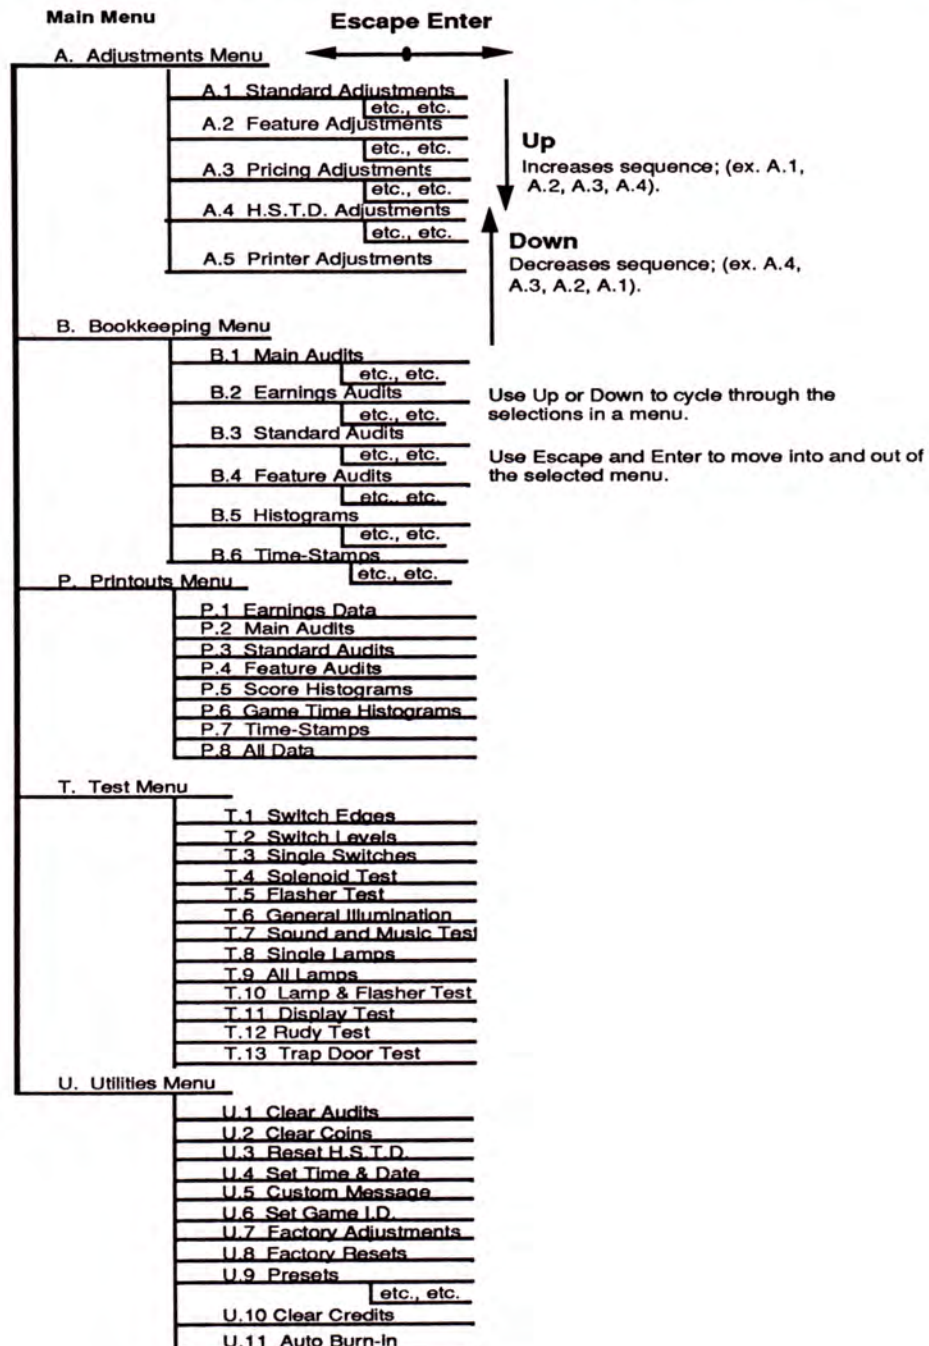 Main Menu
Escape Enter
A. Adjustments Menu
A.1 Standard Adjustments
etc., etc.
A.2 Feature Adjustments
etc., etc.
A.3 Pricing Adjustments
etc., etc.
A.4 H.S.T.D. Adjustments
etc., etc.
A.5 Printer Adjustments
Up
Increases sequence; (ex. A.1,
A.2, A.3, A.4).
Down
Decreases sequence; (ex. A.4,
A.3, A.2, A.1).
B. Bookkeeping Menu
B.1 Main Audits
etc., etc.
B.2 Earnings Audits
etc., etc.
B.3 Standard Audits
etc., etc.
B.4 Feature Audits
etc., etc.
B.5 Histograms
etc., etc.
B.6 Time-Stamps
etc., etc.
Use Up or Down to cycle through the
selections in a menu.
Use Escape and Enter to move into and out of
the selected menu.
P. Printouts Menu
P.1 Earnings Data
P.2 Main Audits
P.3 Standard Audits
P.4 Feature Audits
P.5 Score Histograms
P.6 Game Time Histograms
P.7 Time-Stamps
P.8 All Data
T. Test Menu
T.1 Switch Edges
T.2 Switch Levels
T.3 Single Switches
T.4 Solenoid Test
T.5 Flasher Test
T.6 General Illumination
T.7 Sound and Music Test
T.8 Single Lamps
T.9 All Lamps
T.10 Lamp & Flasher Test
T.11 Display Test
T.12 Rudy Test
T.13 Trap Door Test
U. Utilities Menu
U.1 Clear Audits
U.2 Clear Coins
U.3 Reset H.S.T.D.
U.4 Set Time & Date
U.5 Custom Message
U.6 Set Game I.D.
U.7 Factory Adjustments
U.8 Factory Resets
U.9 Presets
etc., etc.
U.10 Clear Credits
U.11 Auto Burn-in